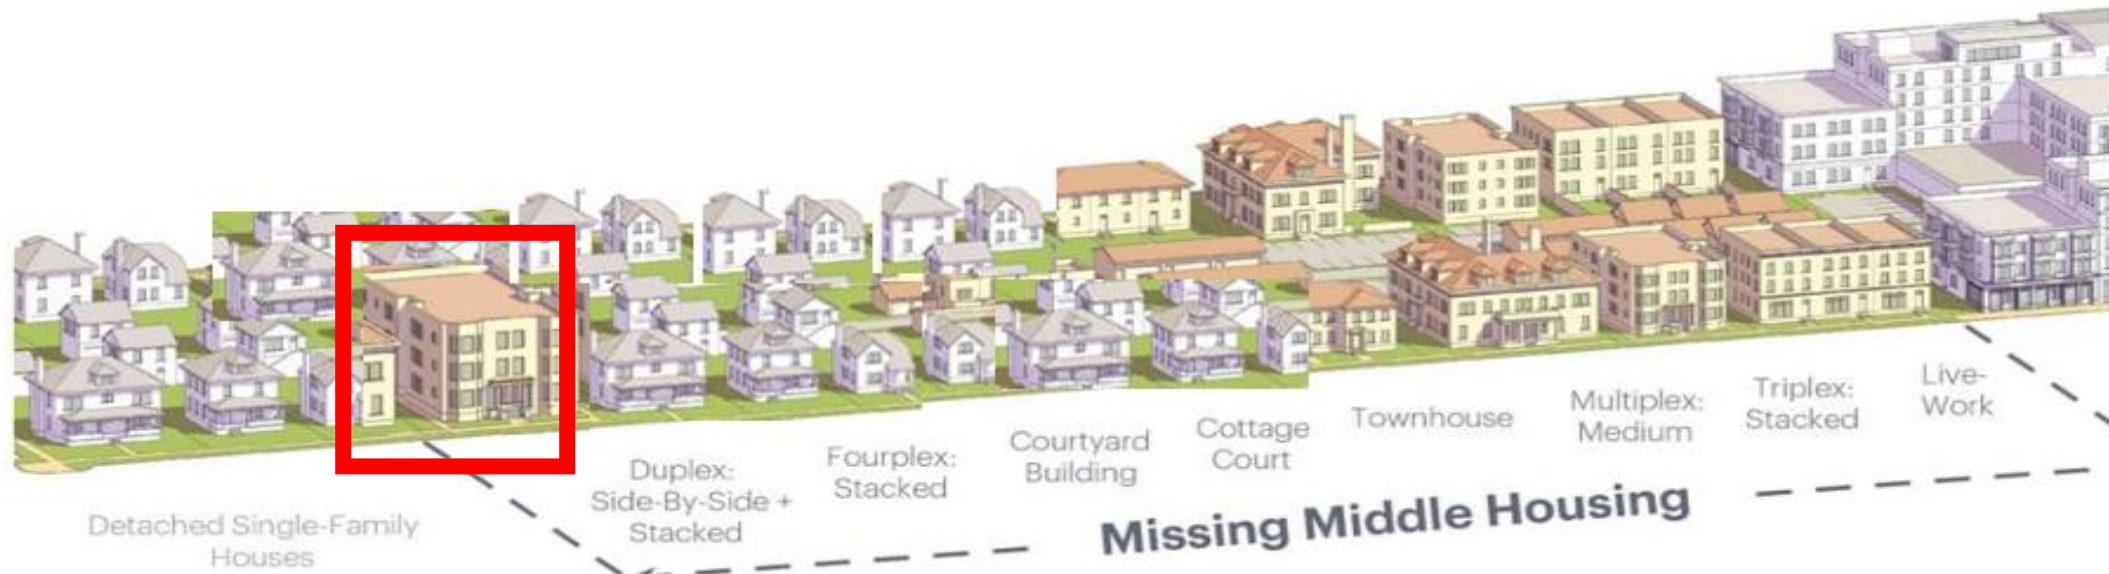 Detached Single-Family
Houses
Duplex:
Side-By-Side +
Stacked
Fourplex:
Stacked
Courtyard
Building
Cottage
Court
Townhouse
Multiplex:
Medium
Triplex:
Stacked
Live-
Work
Missing Middle Housing